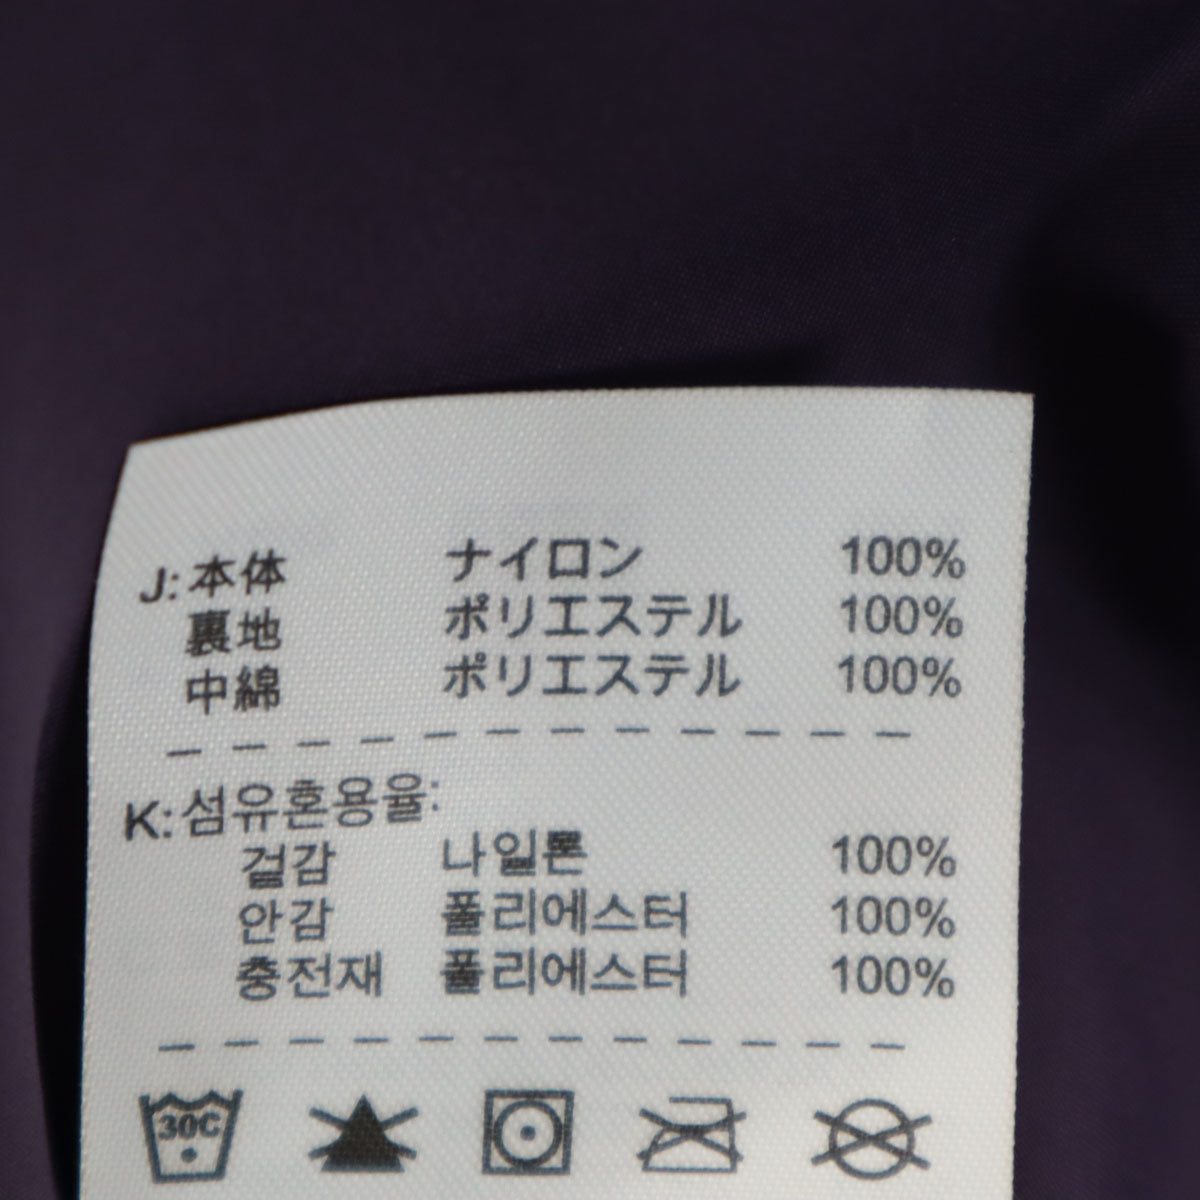 J: 本体 ナイロン 100%
裏地 ポリエステル 100%
中綿 ポリエステル 100%
K: 섬유혼용율:
겉감 나일론 100%
안감 폴리에스터 100%
충전재 폴리에스터 100%
30C